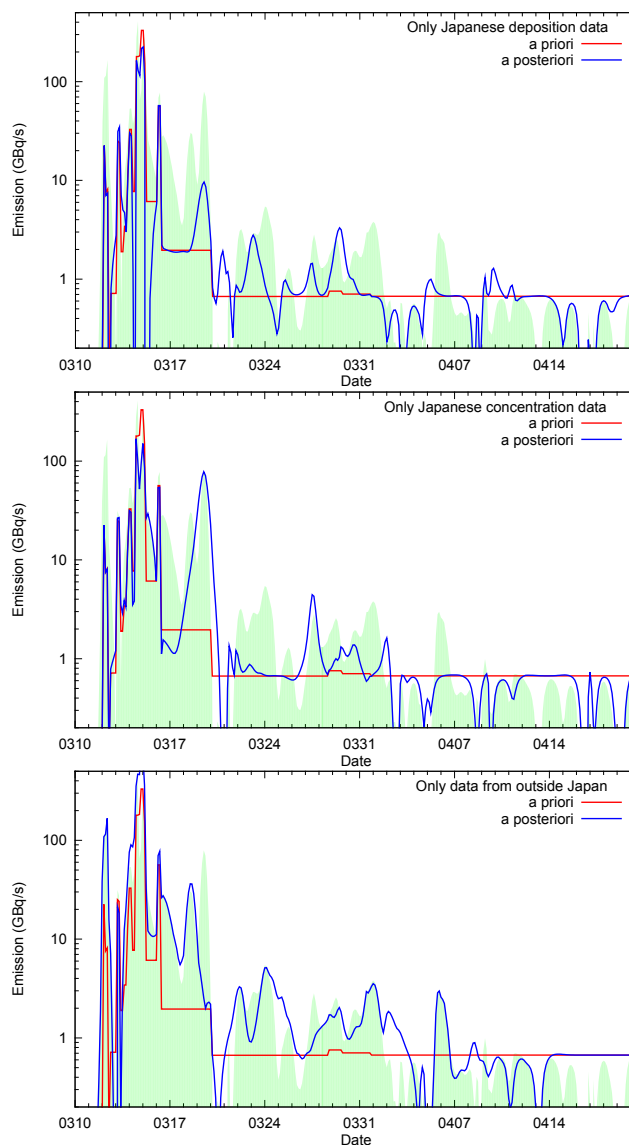 Only Japanese deposition data
a priori
a posteriori
100
10
1
Emission (GBq/s)
0310 0317 0324 0331 0407 0414
Date
Only Japanese concentration data
a priori
a posteriori
100
10
1
Emission (GBq/s)
0310 0317 0324 0331 0407 0414
Date
Only data from outside Japan
a priori
a posteriori
100
10
1
Emission (GBq/s)
0310 0317 0324 0331 0407 0414
Date